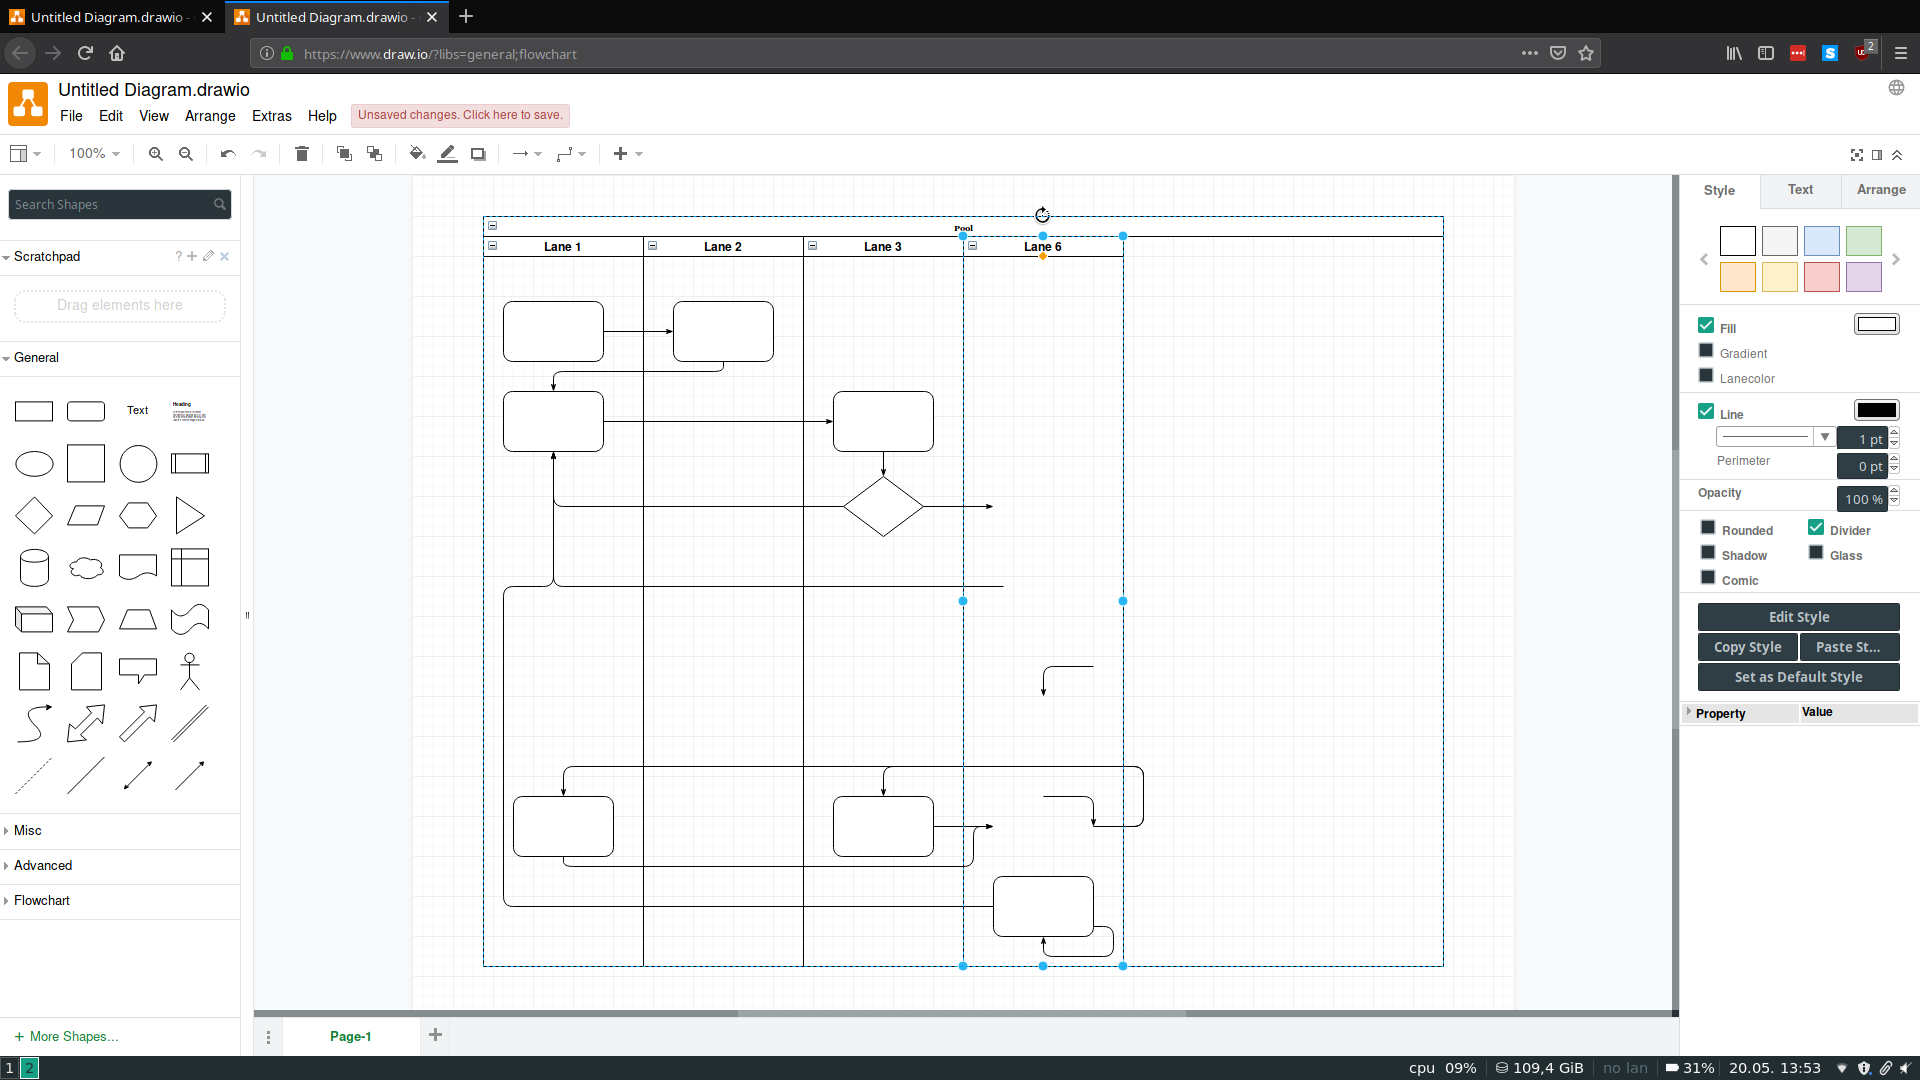 Untitled Diagram.drawio -
Untitled Diagram.drawio -
https://www.draw.io/?libs=general;flowchart
2
Untitled Diagram.drawio
File Edit View Arrange Extras Help
Unsaved changes. Click here to save.
100%
Search Shapes
Scratchpad
?
Drag elements here
General
Text
Heading
Misc
Advanced
Flowchart
+ More Shapes...
Pool
Lane 1
Lane 2
Lane 3
Lane 6
Page-1
Style
Text
Arrange
Fill
Gradient
Lanecolor
Line
1 pt
Perimeter
0 pt
Opacity
100 %
Rounded
Divider
Shadow
Glass
Comic
Edit Style
Copy Style
Paste St...
Set as Default Style
Property
Value
1 2
cpu 09% 109,4 GiB no lan 31% 20.05. 13:53